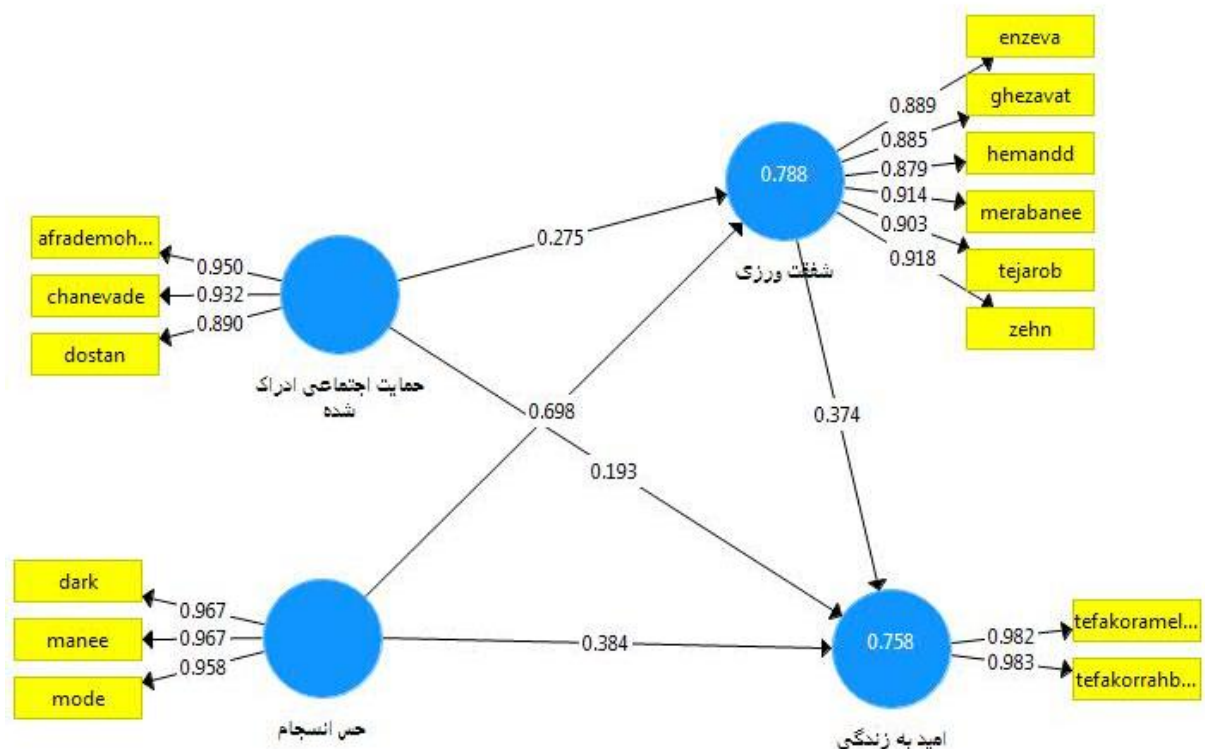 enzeva
0.889
ghezavat
0.885
hemandd
0.879
0.788
merabanee
0.914
0.903
tejarob
0.918
zehn
شفقت ورزی
afrademoh...
0.950
chanevade
0.932
dostan
0.890
0.275
حمایت اجتماعی ادراک
شده
0.698
0.374
0.193
dark
0.967
manee
0.967
mode
0.958
حس انسجام
0.384
0.758
tefakoramel...
0.982
tefakorrahb...
0.983
امید به زندگی